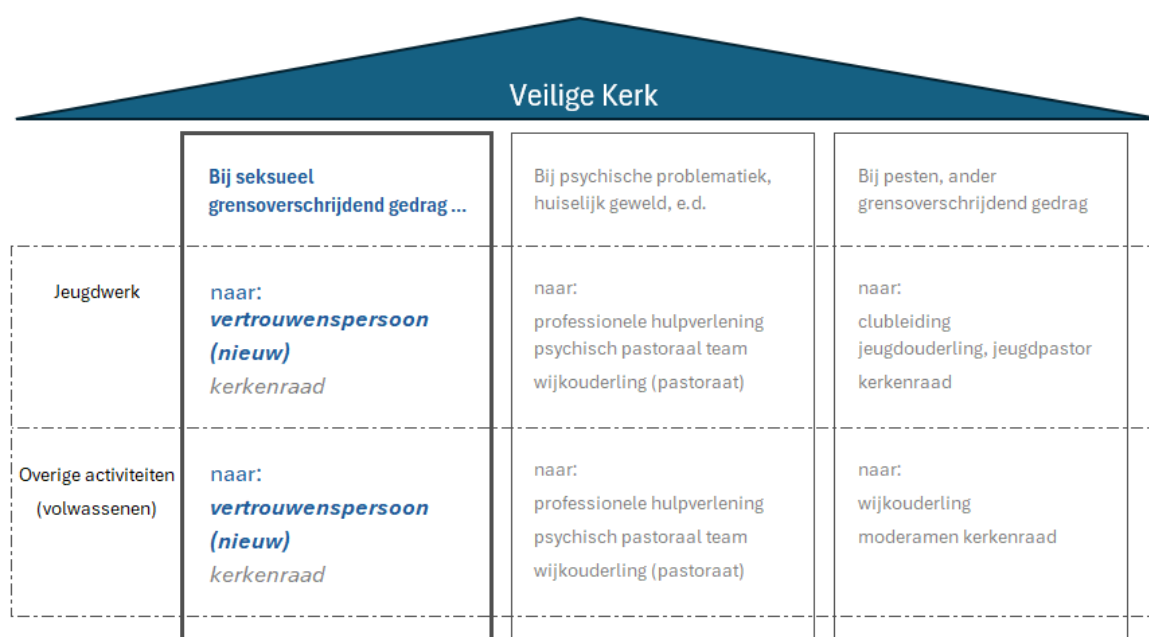 Veilige Kerk
Bij seksueel
grensoverschrijdend gedrag ...
Bij psychische problematiek,
huiselijk geweld, e.d.
Bij pesten, ander
grensoverschrijdend gedrag
Jeugdwerk
naar:
vertrouwenspersoon
(nieuw)
kerkenraad
naar:
professionele hulpverlening
psychisch pastoraal team
wijkouderling (pastoraat)
naar:
clubleiding
jeugdouderling, jeugdpastor
kerkenraad
Overige activiteiten
(volwassenen)
naar:
vertrouwenspersoon
(nieuw)
kerkenraad
naar:
professionele hulpverlening
psychisch pastoraal team
wijkouderling (pastoraat)
naar:
wijkouderling
moderamen kerkenraad